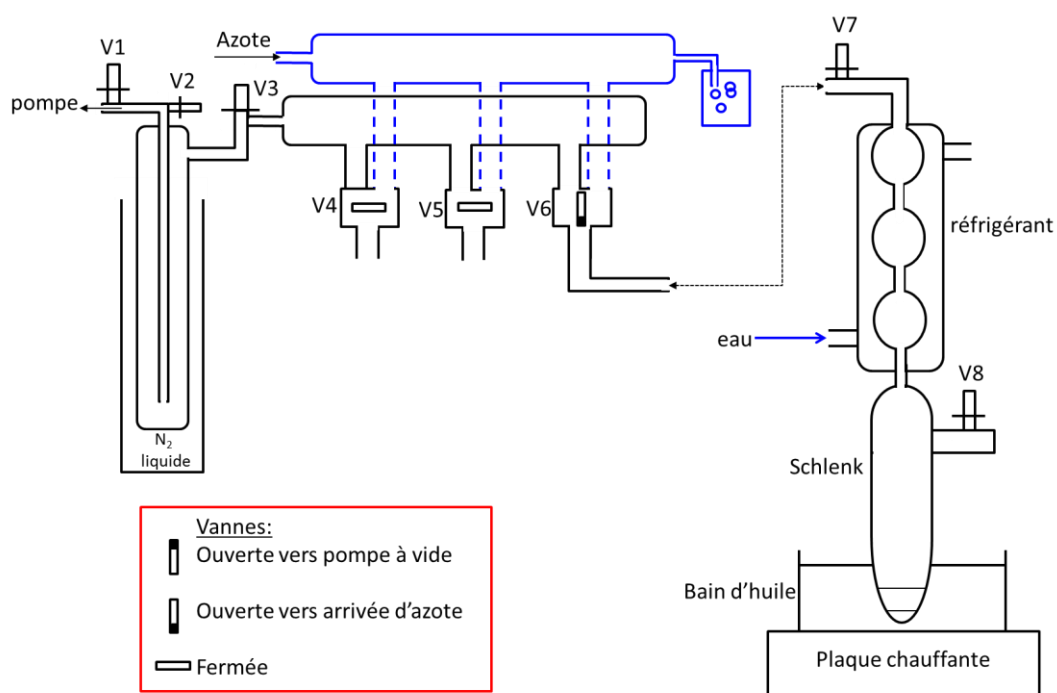 V1
V2
pompe
V3
Azote
V4
V5
V6
N2
liquide
V7
réfrigérant
eau
V8
Schlenk
Bain d'huile
Plaque chauffante
Vannes:
Ouverte vers pompe à vide
Ouverte vers arrivée d'azote
Fermée